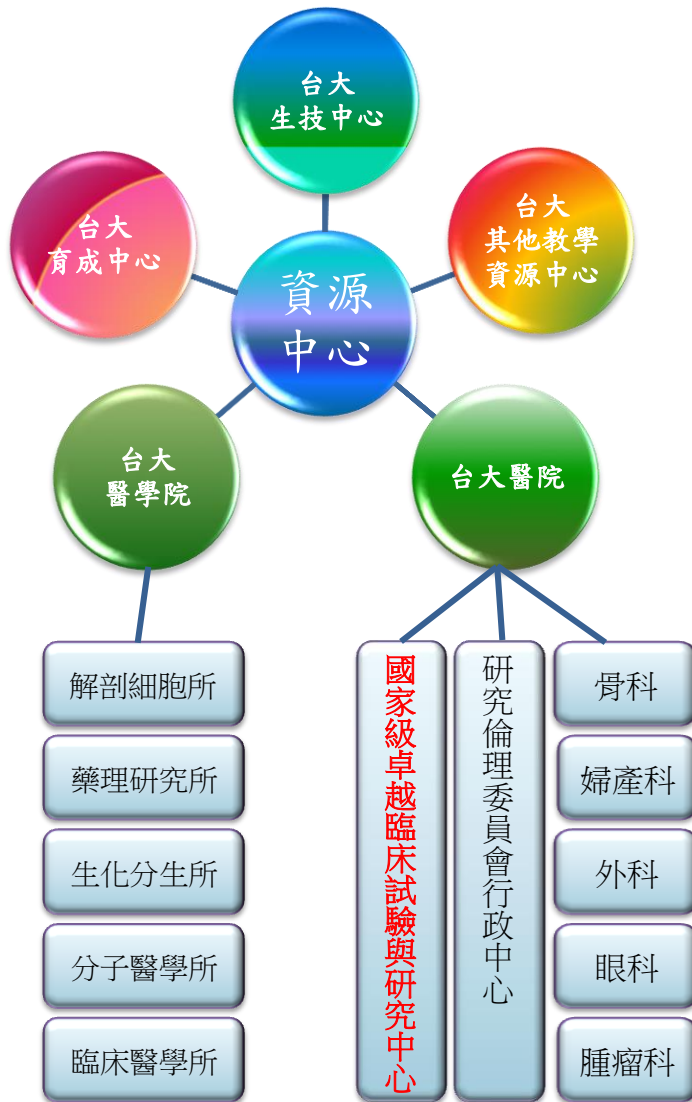 台大
生技中心
台大
育成中心
台大
其他教學
資源中心
資源
中心
台大
醫學院
台大醫院
解剖細胞所
藥理研究所
生化分生所
分子醫學所
臨床醫學所
國家級卓越臨床試驗與研究中心
研究倫理委員會行政中心
骨科
婦產科
外科
眼科
腫瘤科